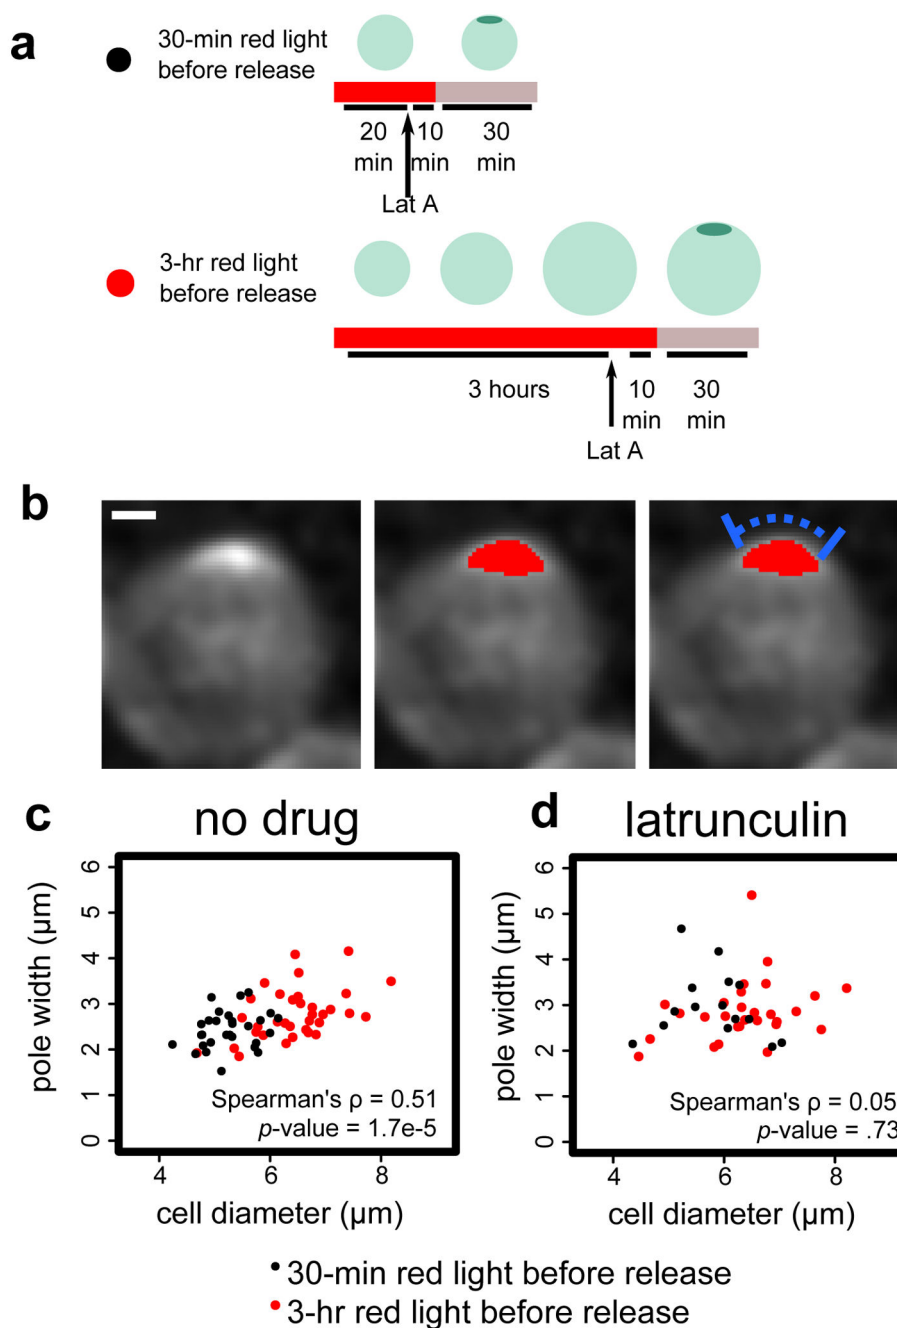 a
30-min red light
before release
20 10 30
min min min
Lat A
3-hr red light
before release
3 hours 10 30
min min
Lat A
b
c no drug
pole width (μm)
0 1 2 3 4 5 6
Spearman's ρ = 0.51
p-value = 1.7e-5
4 6 8
cell diameter (μm)
d latrunculin
pole width (μm)
0 1 2 3 4 5 6
Spearman's ρ = 0.05
p-value = .73
4 6 8
cell diameter (μm)
30-min red light before release
3-hr red light before release